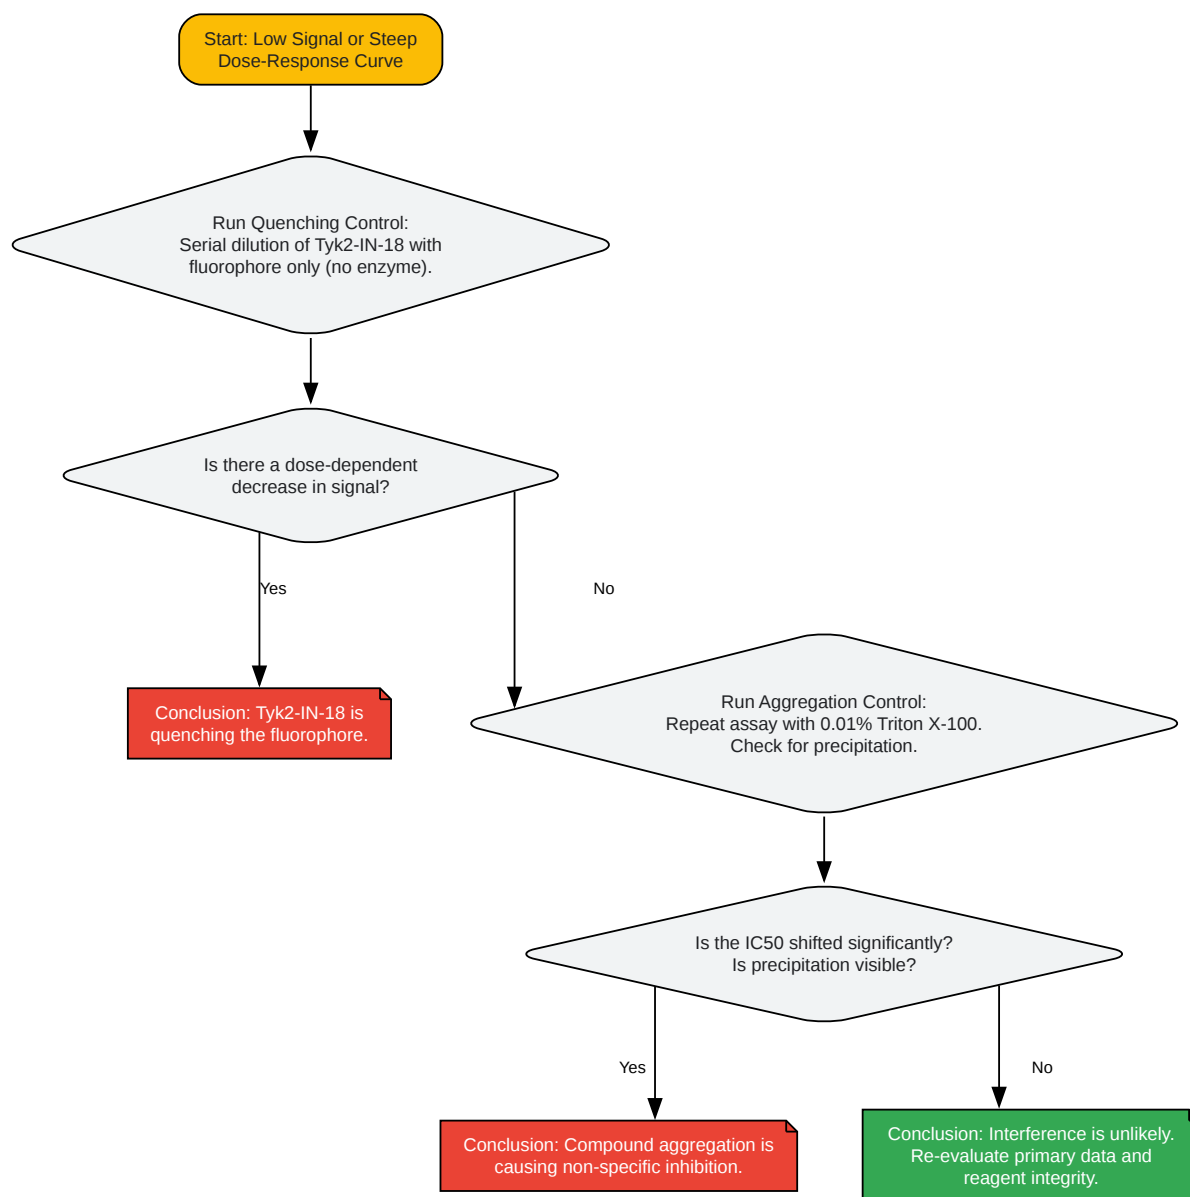 Start: Low Signal or Steep
Dose-Response Curve
Run Quenching Control:
Serial dilution of Tyk2-IN-18 with
fluorophore only (no enzyme).
Is there a dose-dependent
decrease in signal?
Yes
No
Conclusion: Tyk2-IN-18 is
quenching the fluorophore.
Run Aggregation Control:
Repeat assay with 0.01% Triton X-100.
Check for precipitation.
Is the IC50 shifted significantly?
Is precipitation visible?
Yes
No
Conclusion: Compound aggregation is
causing non-specific inhibition.
Conclusion: Interference is unlikely.
Re-evaluate primary data and
reagent integrity.